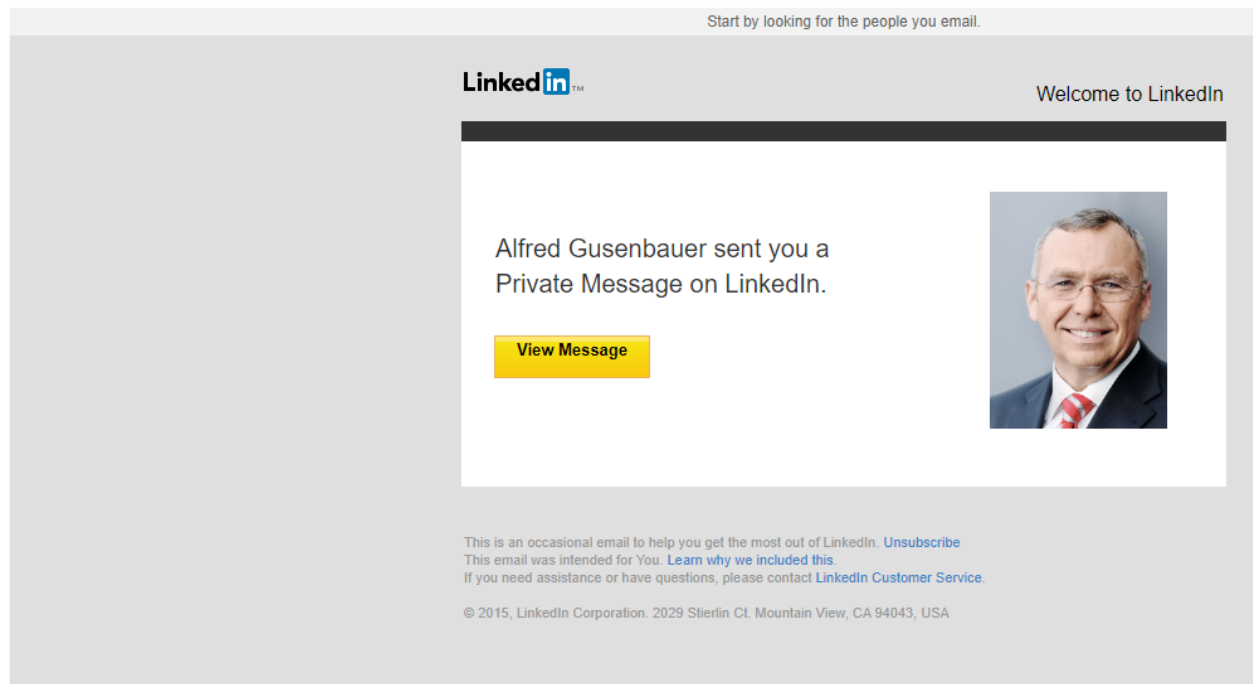 Start by looking for the people you email.
Linked in ™
Welcome to LinkedIn
Alfred Gusenbauer sent you a
Private Message on LinkedIn.
View Message
This is an occasional email to help you get the most out of LinkedIn. Unsubscribe
This email was intended for You. Learn why we included this.
If you need assistance or have questions, please contact LinkedIn Customer Service.
© 2015, LinkedIn Corporation. 2029 Stierlin Ct. Mountain View, CA 94043, USA